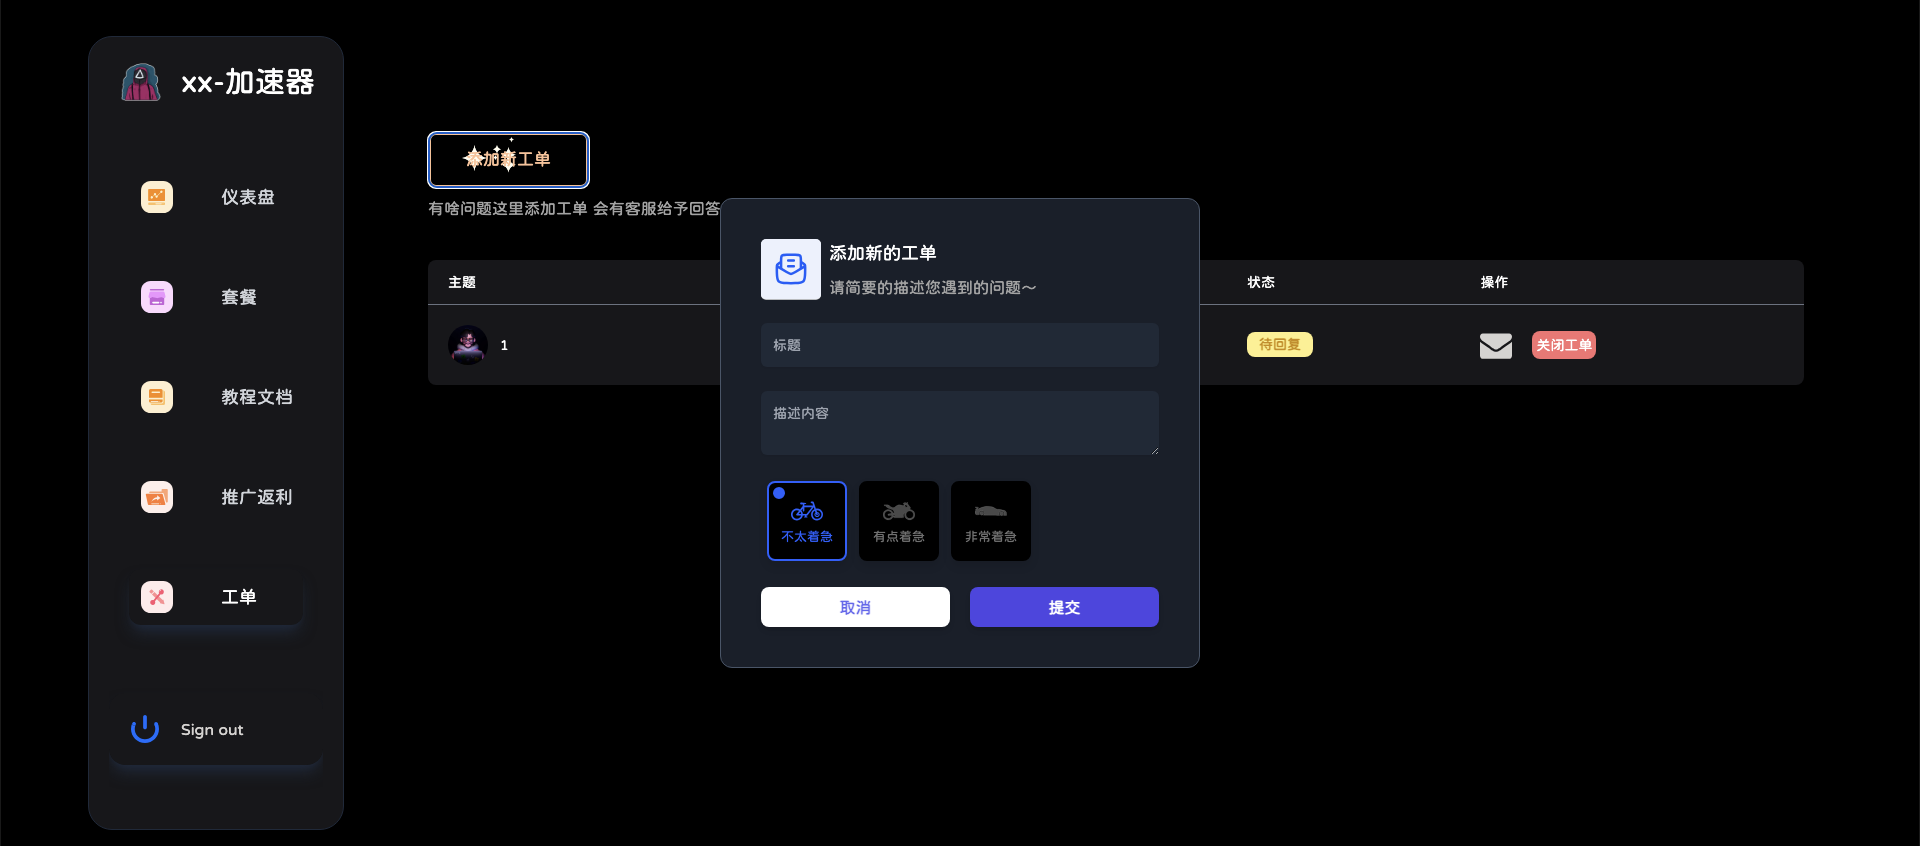 xx-加速器
仪表盘
套餐
教程文档
推广返利
工单
Sign out
添加新工单
有啥问题这里添加工单 会有客服给予回答
主题
状态
操作
1
待回复
关闭工单
添加新的工单
请简要的描述您遇到的问题～
标题
描述内容
不太着急
有点着急
非常着急
取消
提交